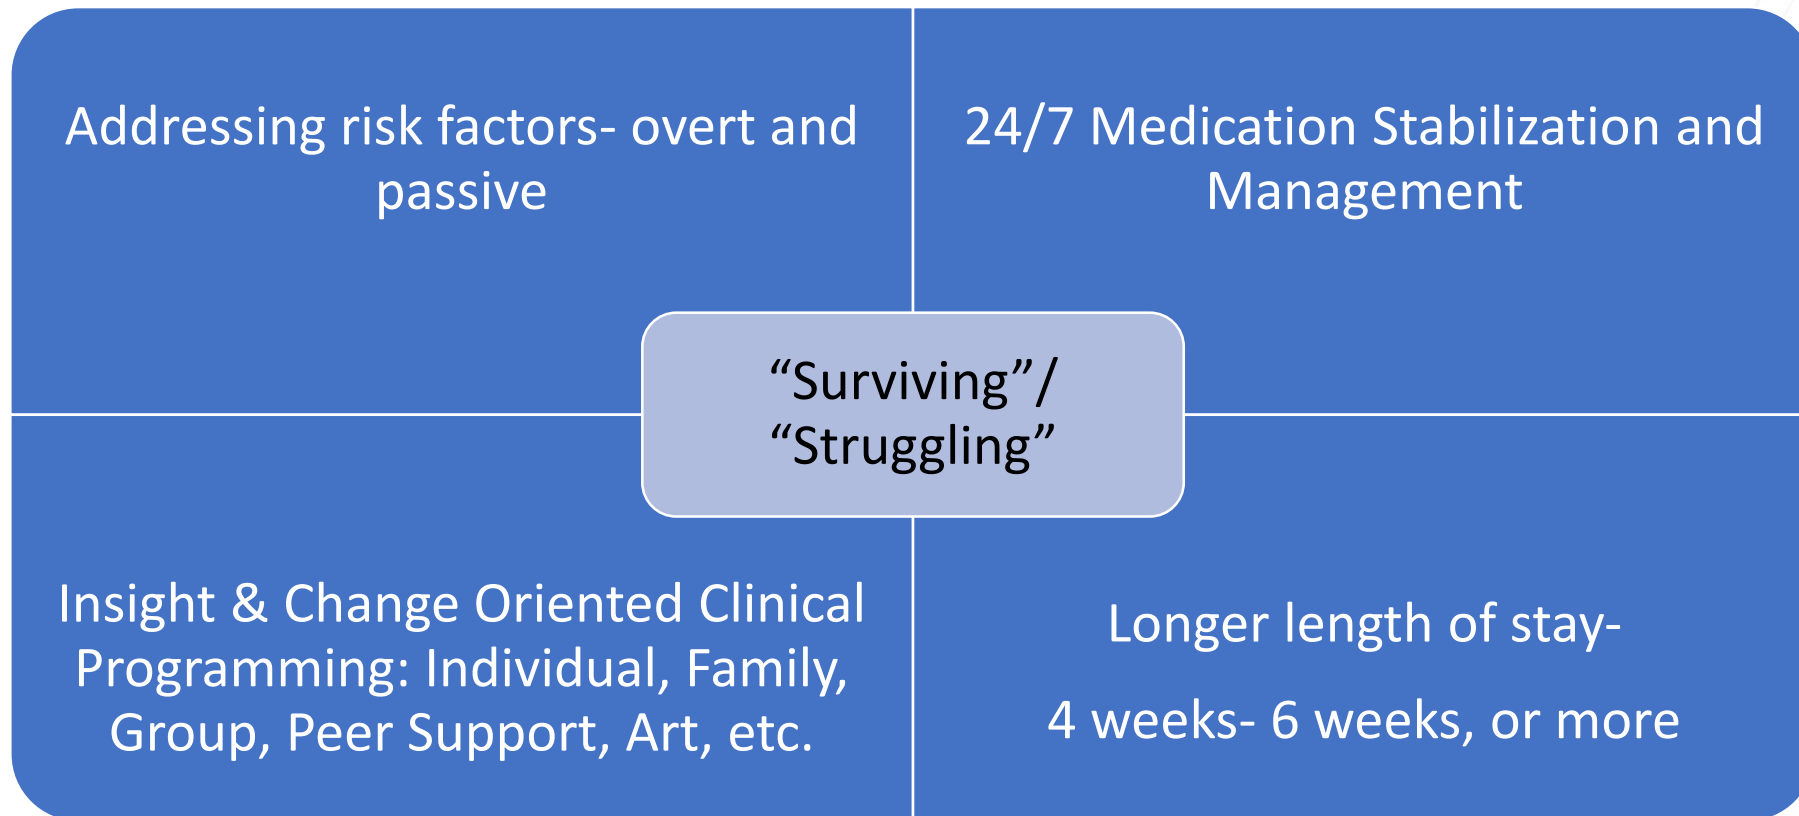 Addressing risk factors- overt and
passive
24/7 Medication Stabilization and
Management
“Surviving”/
“Struggling”
Insight & Change Oriented Clinical
Programming: Individual, Family,
Group, Peer Support, Art, etc.
Longer length of stay-
4 weeks- 6 weeks, or more